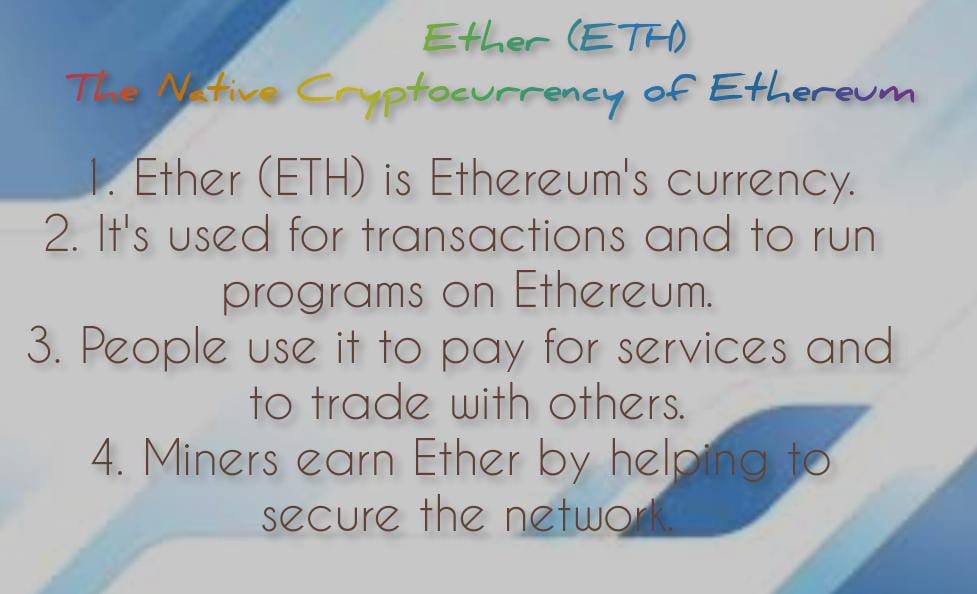 Ether (ETH)
The Native Cryptocurrency of Ethereum
1. Ether (ETH) is Ethereum's currency.
2. It's used for transactions and to run
programs on Ethereum.
3. People use it to pay for services and
to trade with others.
4. Miners earn Ether by helping to
secure the network.